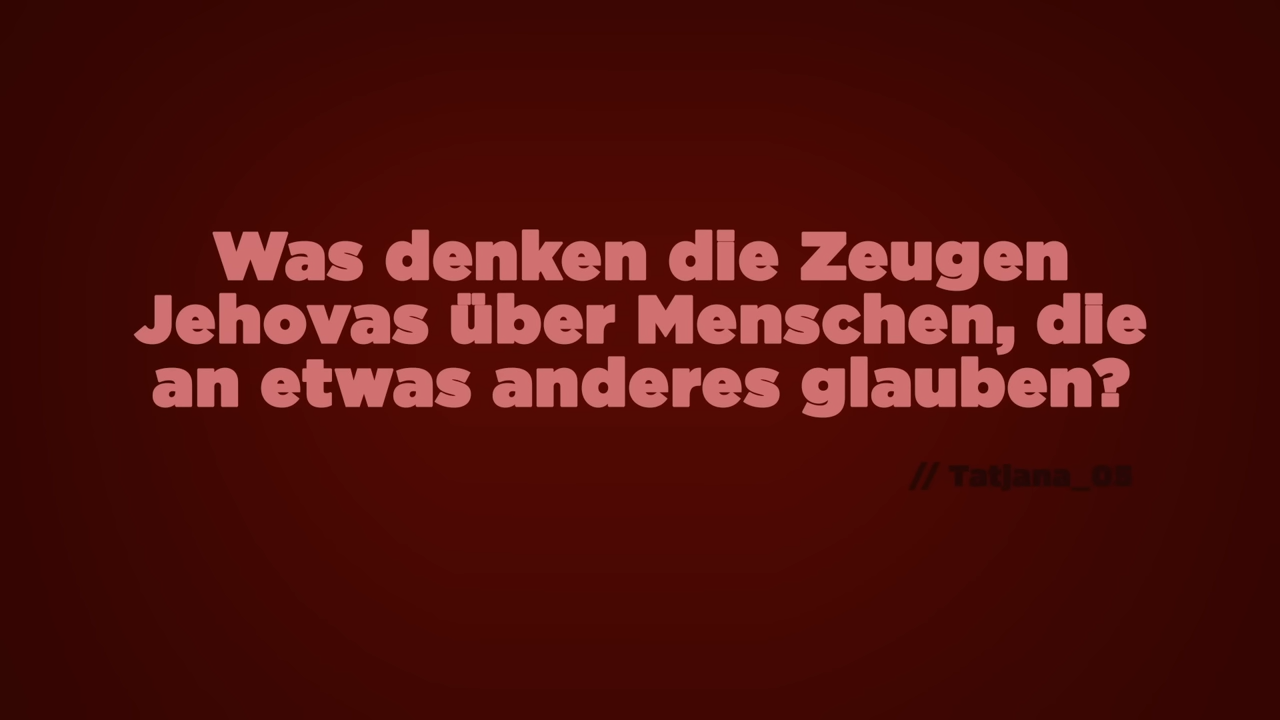 Was denken die Zeugen
Jehovas über Menschen, die
an etwas anderes glauben?
// Tatjana_08